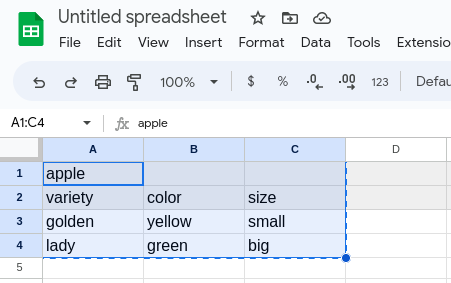 Untitled spreadsheet
File Edit View Insert Format Data Tools Extensio
100% $ % .0 .00 123 Defau
A1:C4 fx apple
A B C D
1 apple
2 variety color size
3 golden yellow small
4 lady green big
5